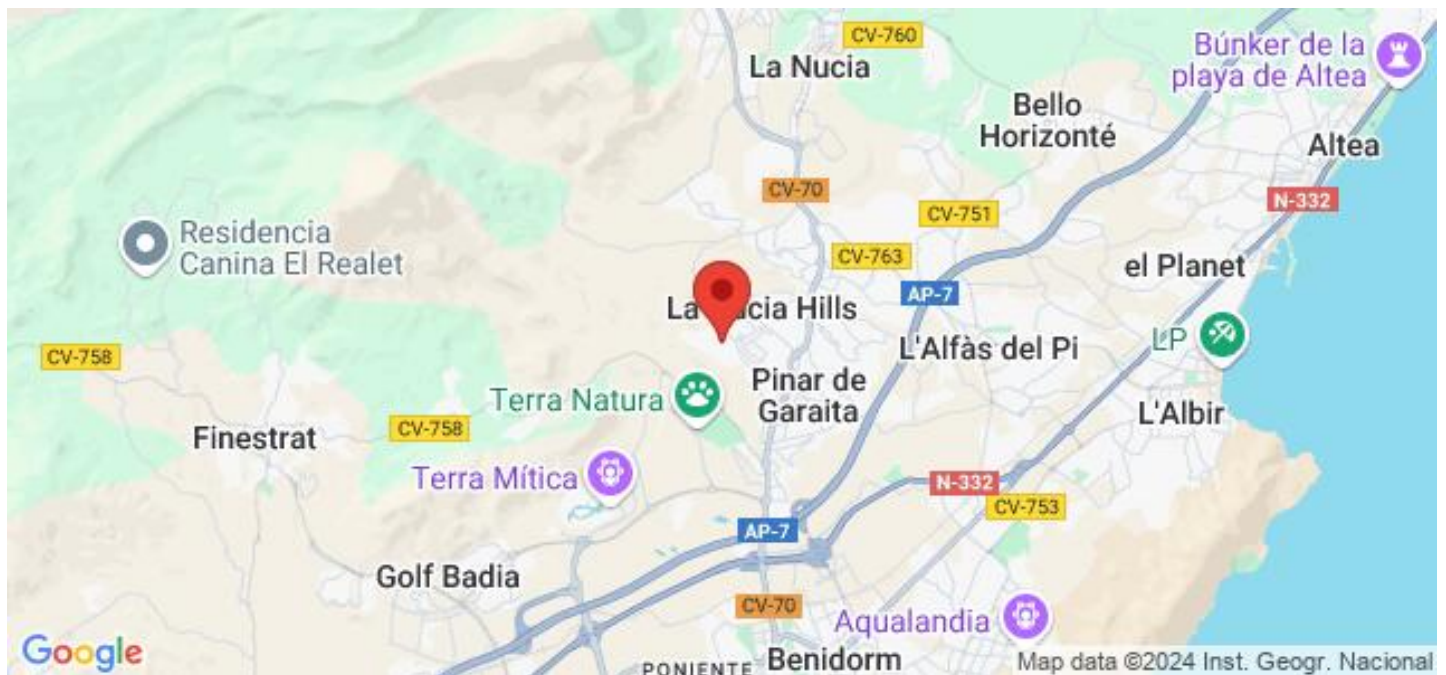 CV-760
La Nucia
Búnker de la
playa de Altea
Bello
Horizonté
Altea
CV-70
N-332
CV-751
Residencia
Canina El Realet
CV-763
el Planet
AP-7
La Nucia Hills
LP
CV-758
L'Alfàs del Pi
Pinar de
Garaita
Terra Natura
L'Albir
CV-758
Finestrat
Terra Mítica
N-332
CV-753
AP-7
Golf Badia
CV-70
Aqualandia
Google
PONIENTE
Benidorm
Map data ©2024 Inst. Geogr. Nacional